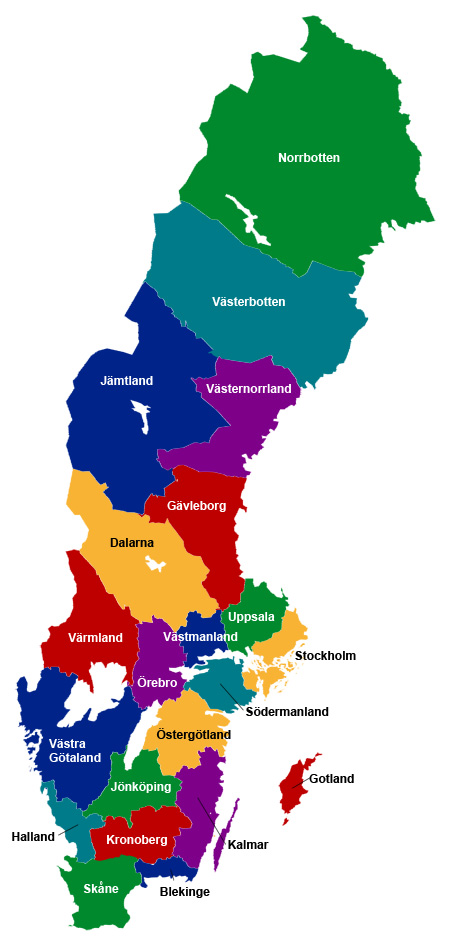 Norrbotten
Västerbotten
Jämtland
Västernorrland
Gävleborg
Dalarna
Uppsala
Värmland
Västmanland
Stockholm
Örebro
Södermanland
Östergötland
Västra
Götaland
Gotland
Jönköping
Halland
Kronoberg
Kalmar
Skåne
Blekinge